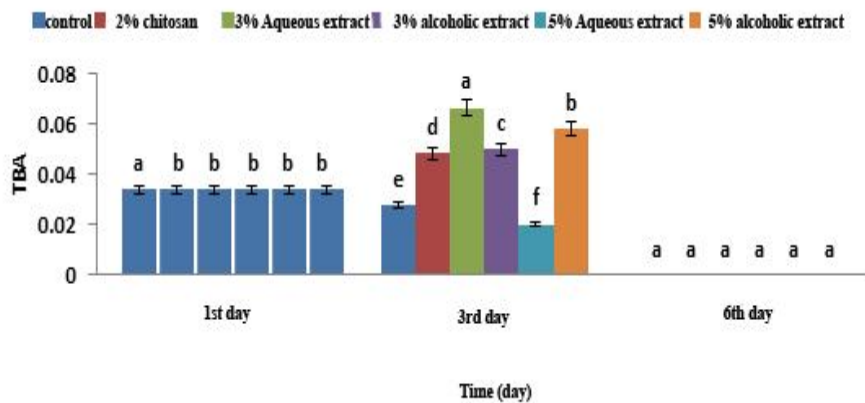 control 2% chitosan 3% Aqueous extract 3% alcoholic extract 5% Aqueous extract 5% alcoholic extract
0.08
0.06
0.04
0.02
0
TBA
a b b b b b
e d a c f b
a a a a a a
1st day 3rd day 6th day
Time (day)